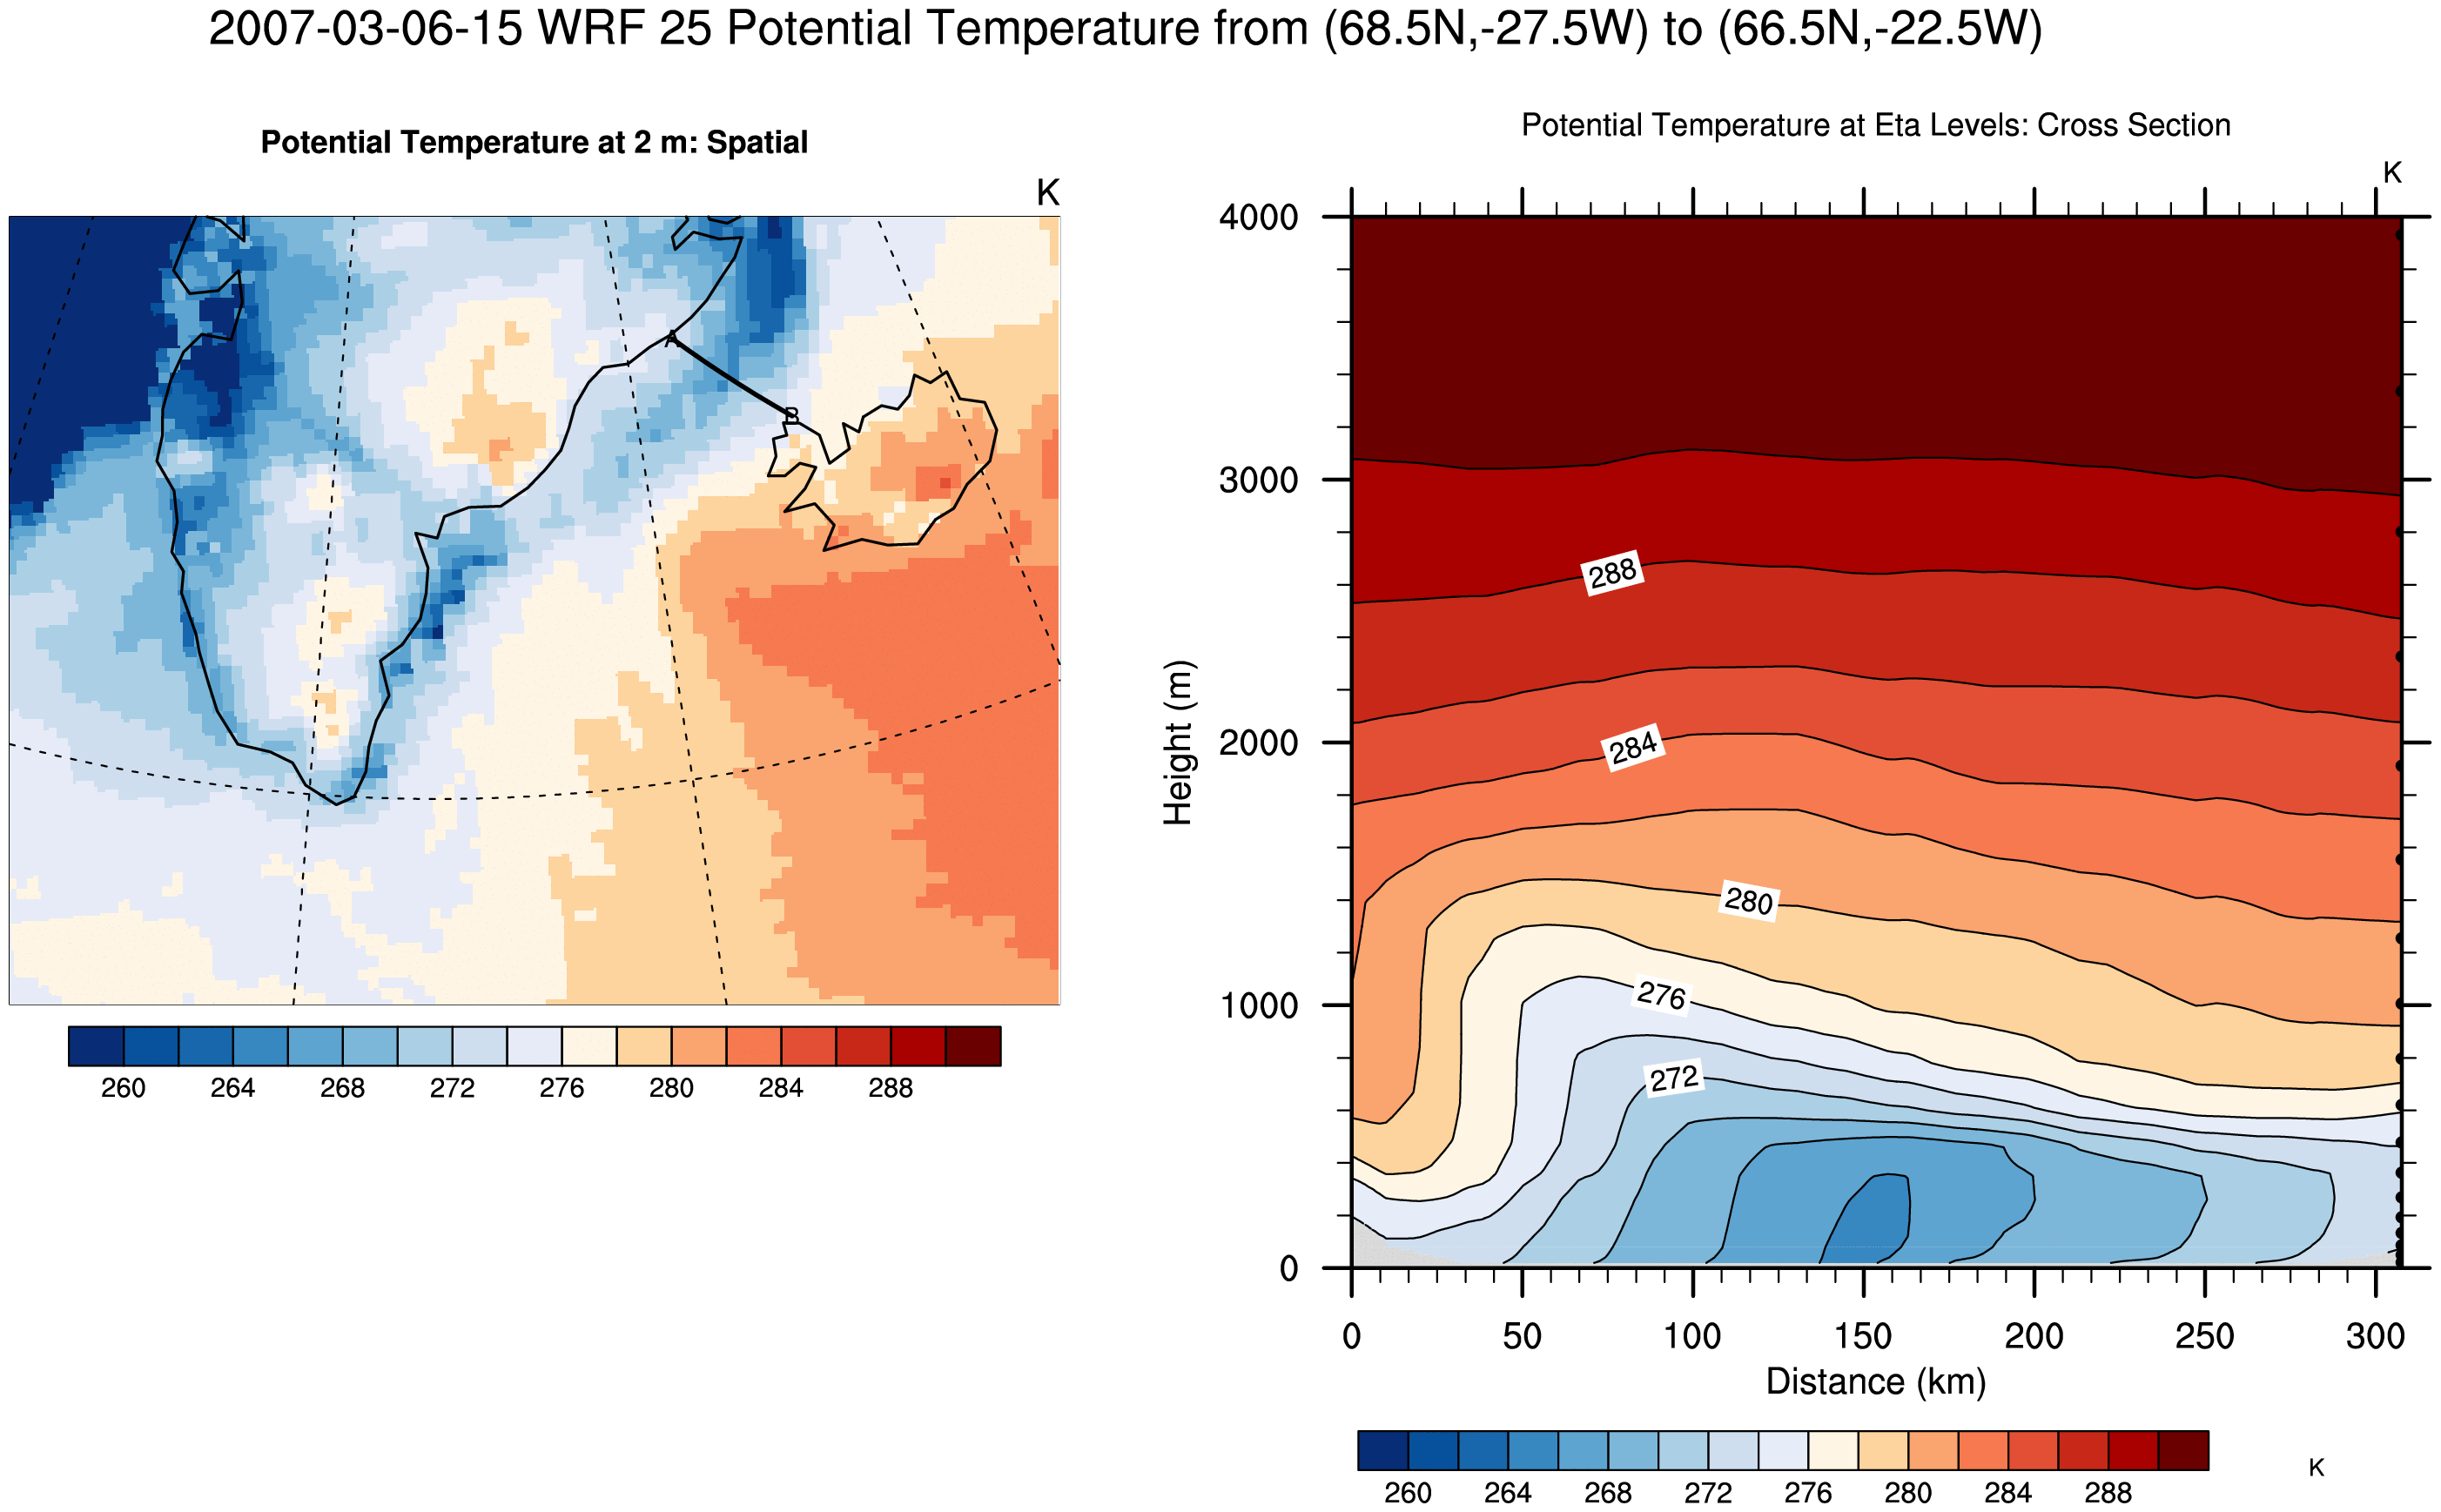 2007-03-06-15 WRF 25 Potential Temperature from (68.5N,-27.5W) to (66.5N,-22.5W)
Potential Temperature at 2 m: Spatial
K
A
B
260 264 268 272 276 280 284 288
Potential Temperature at Eta Levels: Cross Section
K
4000
3000
2000
1000
0
Height (m)
288
284
280
276
272
0 50 100 150 200 250 300
Distance (km)
260 264 268 272 276 280 284 288
K